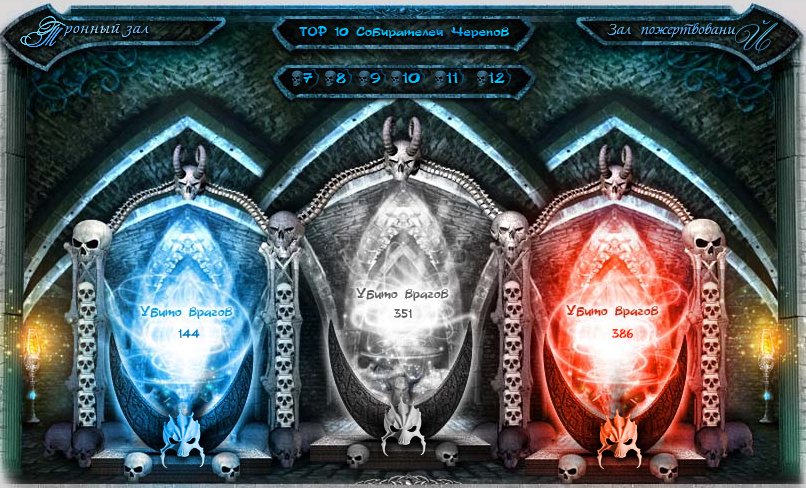 Тронный зал
ТОР 10 Собирателей Черепов
Зал пожертвований
7 8 9 10 11 12
Убито Врагов
144
Убито Врагов
351
Убито Врагов
386